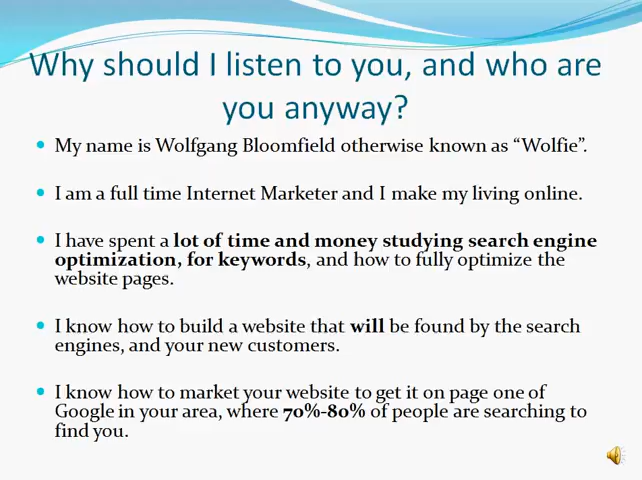 Why should I listen to you, and who are
you anyway?
My name is Wolfgang Bloomfield otherwise known as “Wolfie”.
I am a full time Internet Marketer and I make my living online.
I have spent a lot of time and money studying search engine
optimization, for keywords, and how to fully optimize the
website pages.
I know how to build a website that will be found by the search
engines, and your new customers.
I know how to market your website to get it on page one of
Google in your area, where 70%-80% of people are searching to
find you.